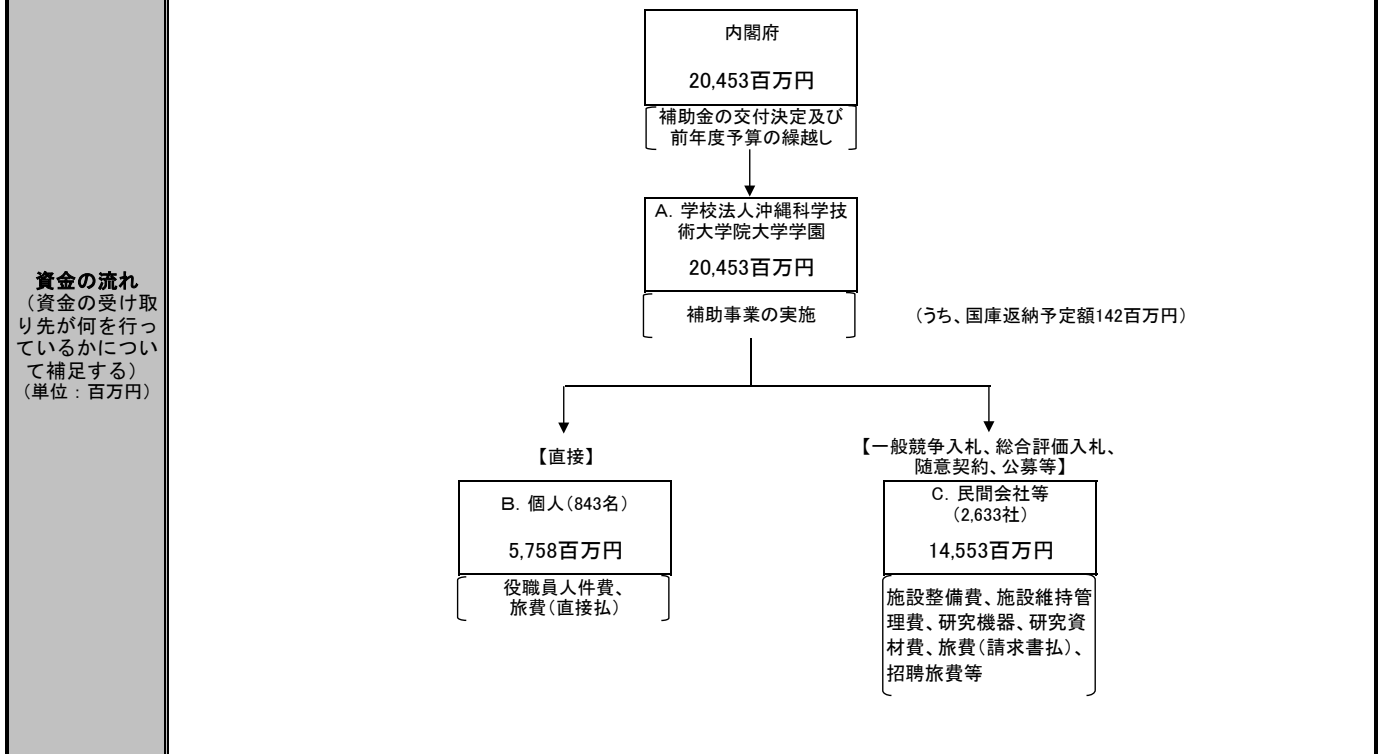 資金の流れ
（資金の受け取
り先が何を行っ
ているかについ
て補足する）
（単位：百万円）
内閣府
20,453百万円
補助金の交付決定及び
前年度予算の繰越し
A. 学校法人沖縄科学技
術大学院大学学園
20,453百万円
補助事業の実施
（うち、国庫返納予定額142百万円）
【直接】
B. 個人（843名）
5,758百万円
役職員人件費、
旅費（直接払）
【一般競争入札、総合評価入札、
随意契約、公募等】
C. 民間会社等
（2,633社）
14,553百万円
施設整備費、施設維持管
理費、研究機器、研究資
材費、旅費（請求書払）、
招聘旅費等